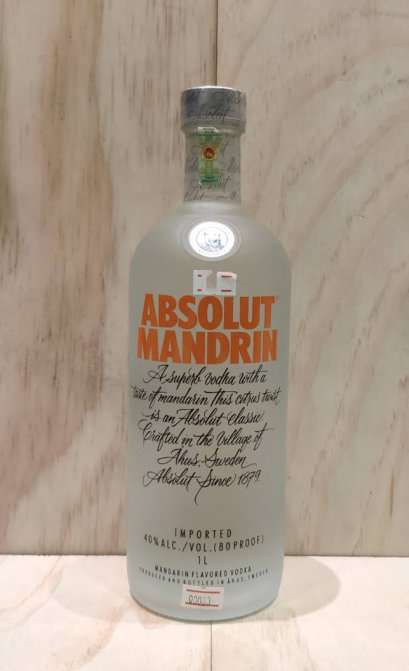 ABSOLUT
MANDRIN
A superb vodka with a
taste of mandarin This citrus twist
is an Absolut classic
Crafted in the village of
Åhus, Sweden
Absolut Since 1879.
IMPORTED
40% ALC./VOL.(80 PROOF)
1L
MANDARIN FLAVORED VODKA
PRODUCED AND BOTTLED IN ÅHUS, SWEDEN
03033